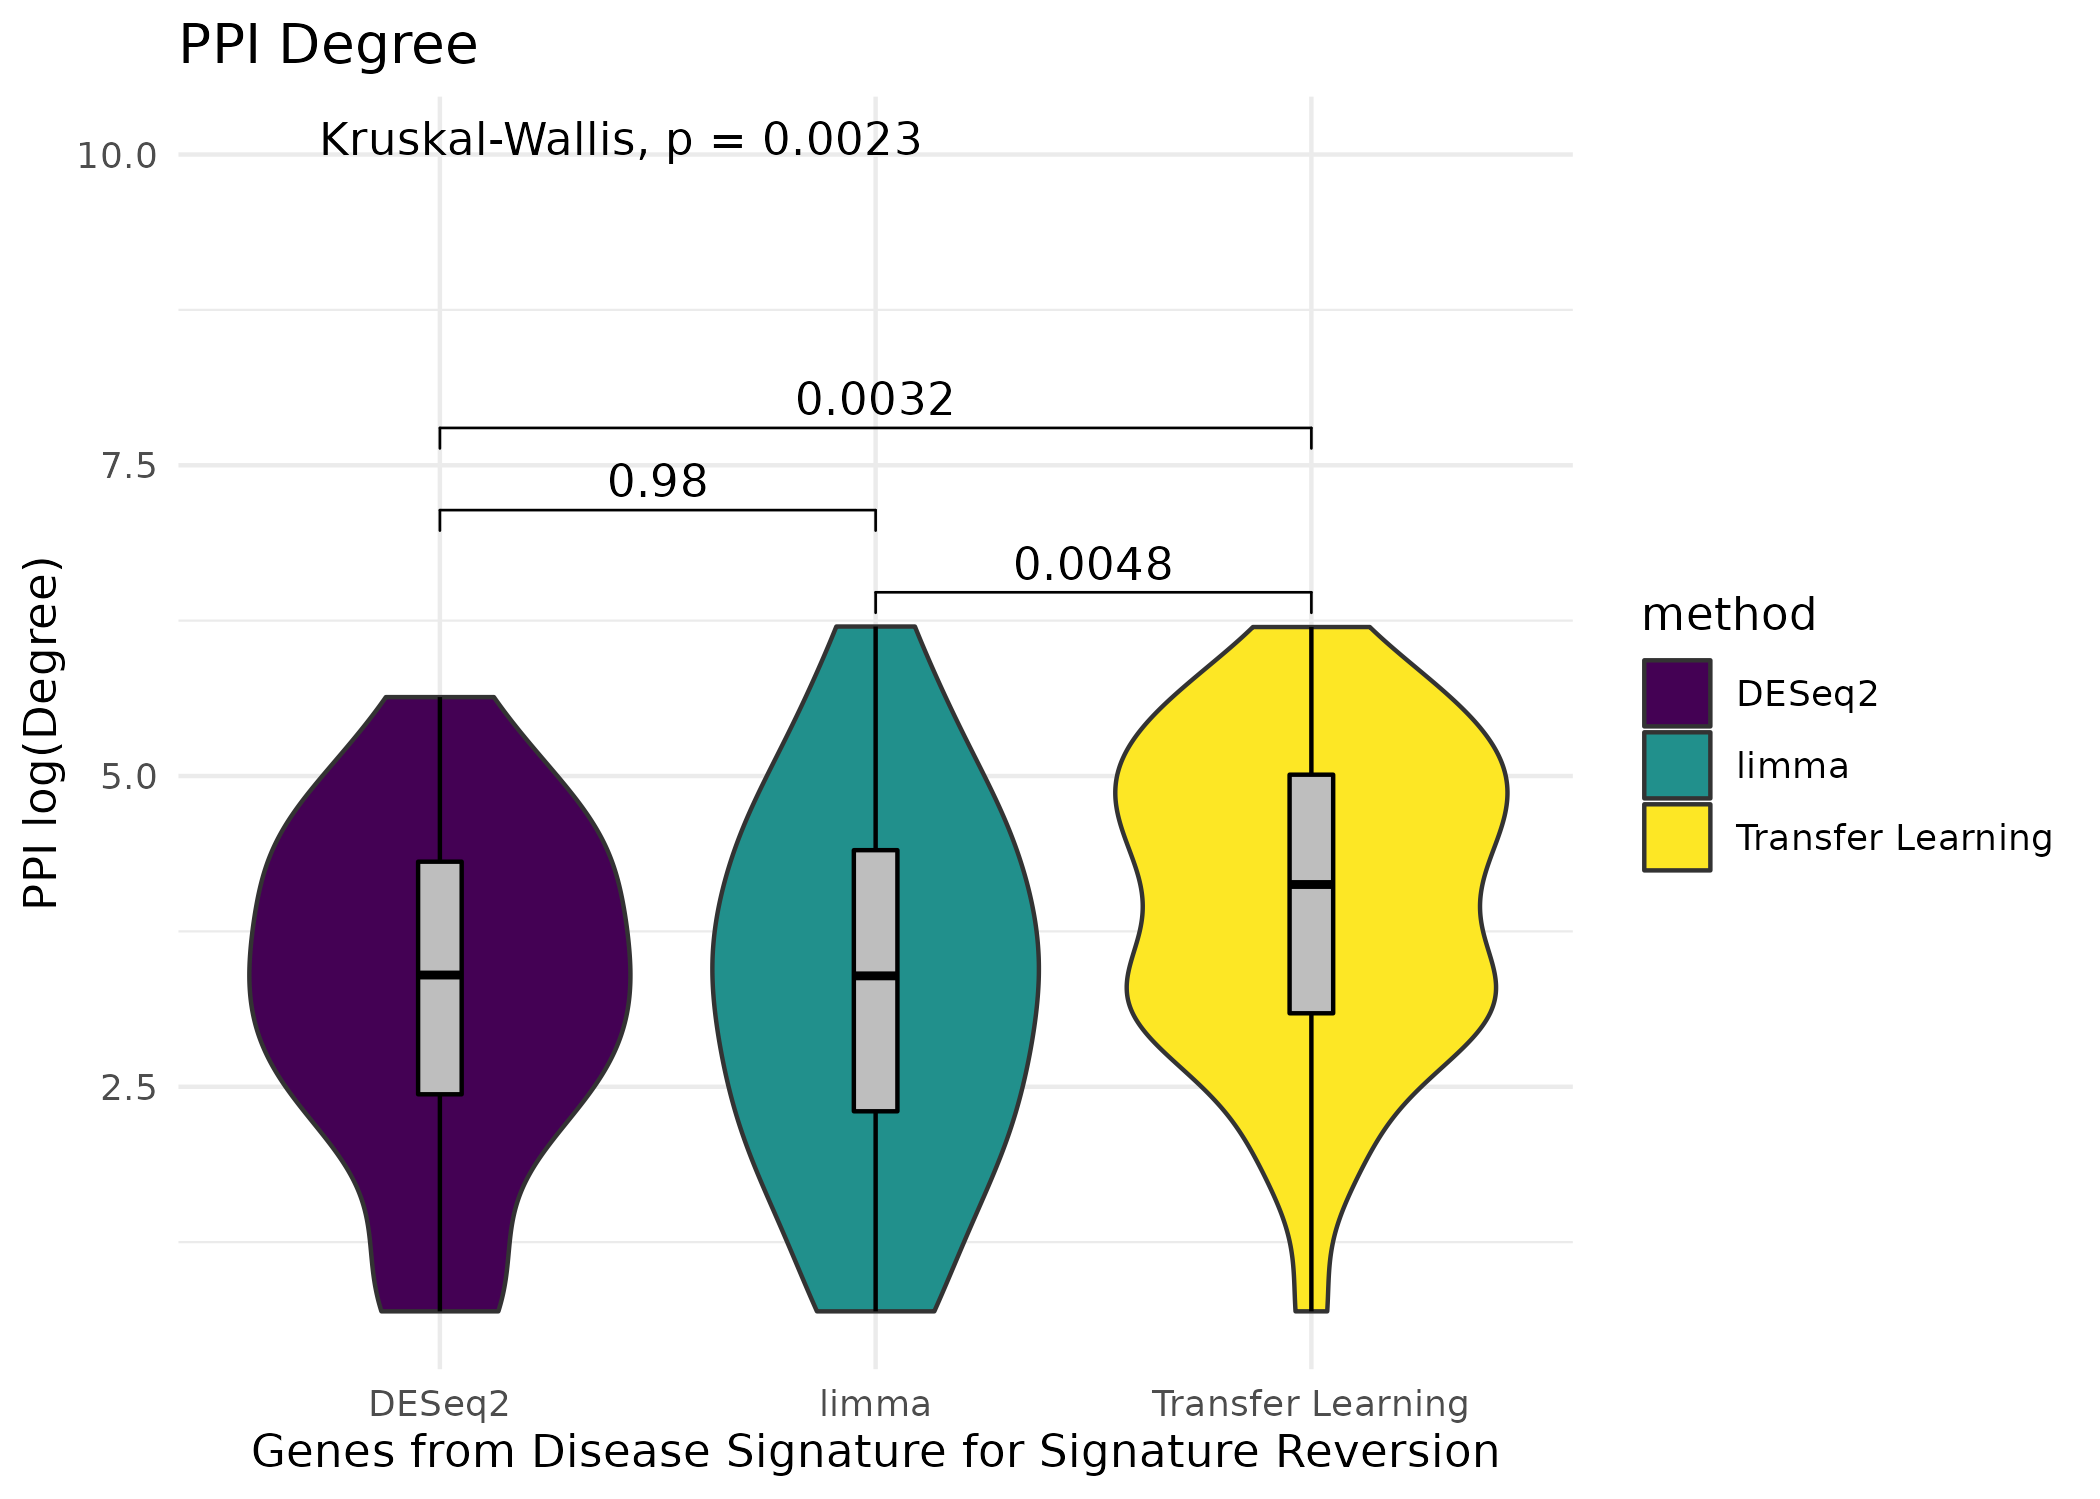 PPI Degree
Kruskal-Wallis, p = 0.0023
10.0
7.5
5.0
2.5
PPI log(Degree)
0.0032
0.98
0.0048
DESeq2
limma
Transfer Learning
Genes from Disease Signature for Signature Reversion
method
DESeq2
limma
Transfer Learning